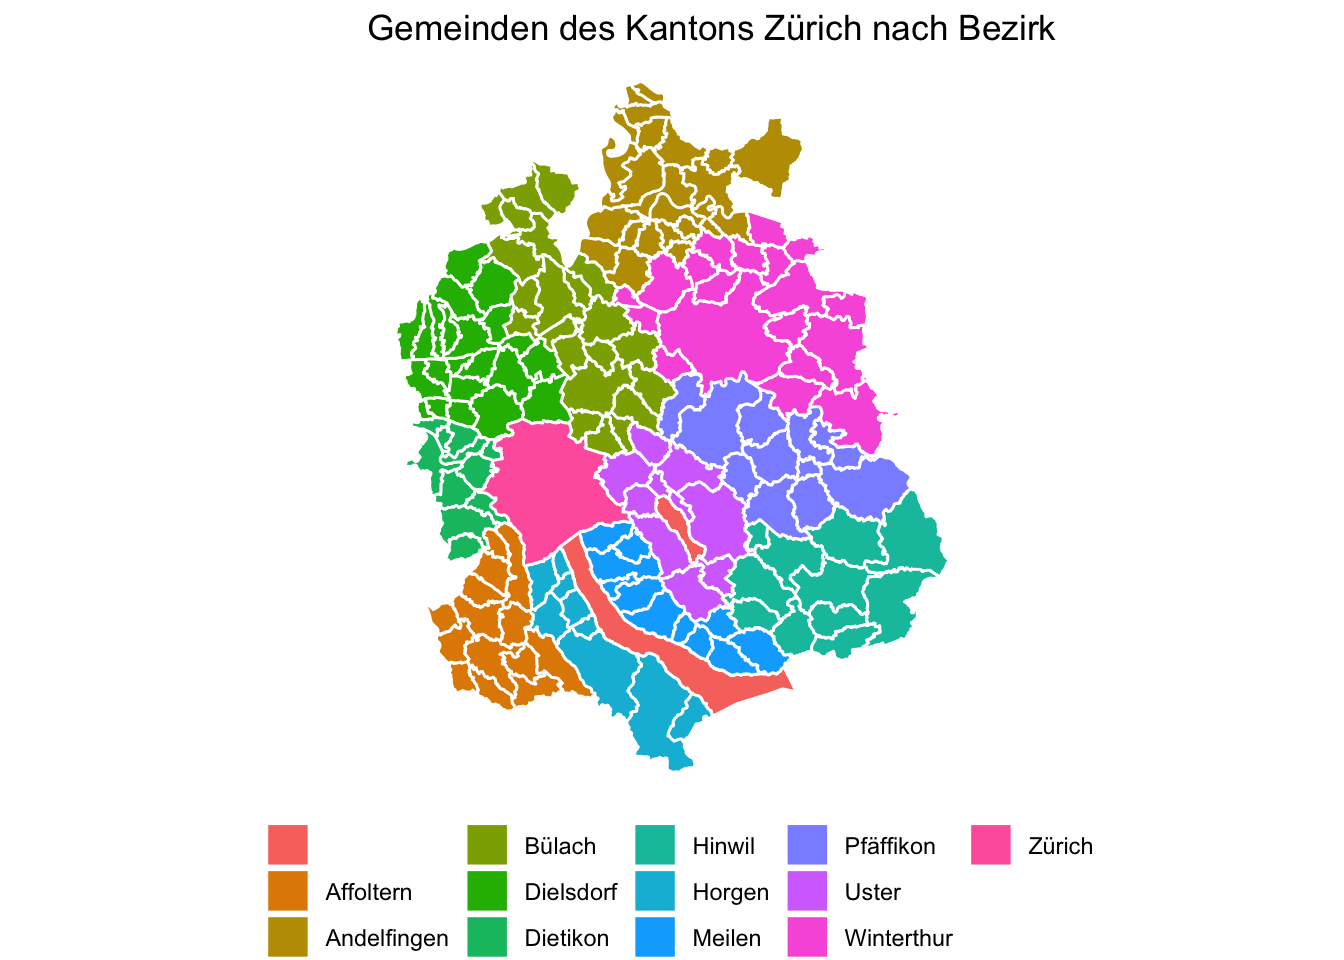 Gemeinden des Kantons Zürich nach Bezirk
Bülach Hinwil Pfäffikon Zürich
Affoltern Dielsdorf Horgen Uster
Andelfingen Dietikon Meilen Winterthur